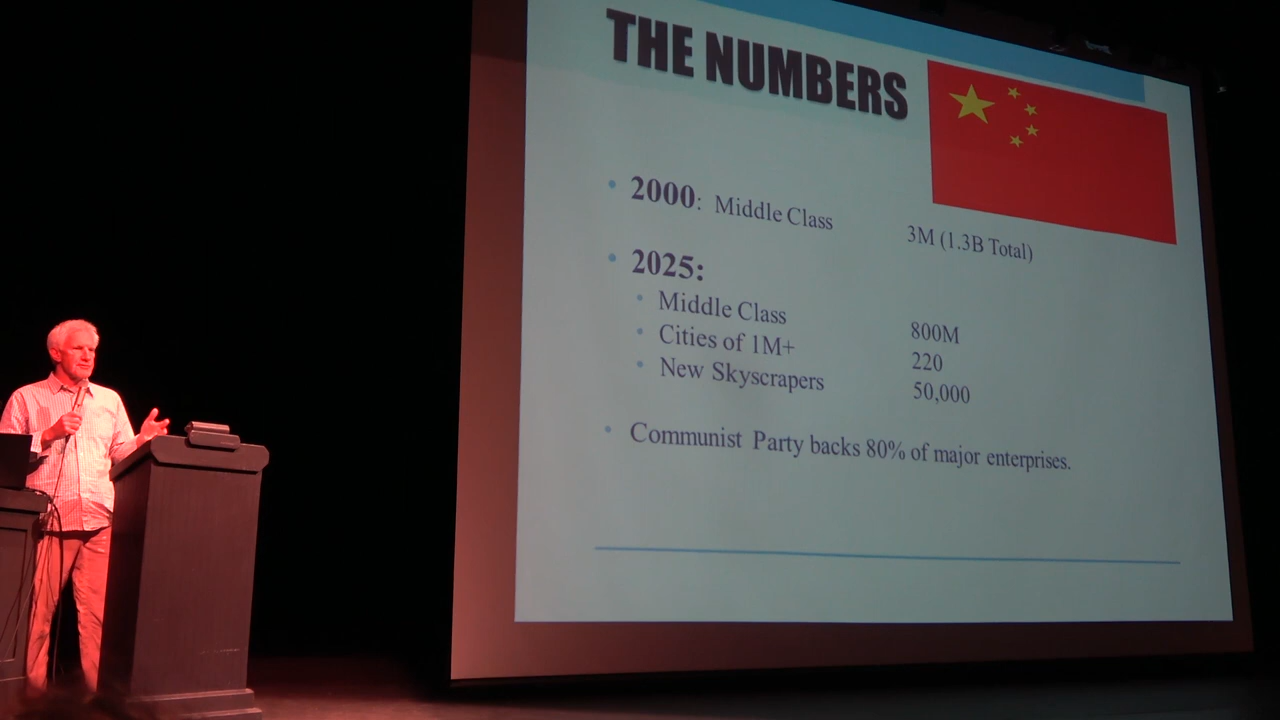 THE NUMBERS
• 2000: Middle Class 3M (1.3B Total)
• 2025:
• Middle Class 800M
• Cities of 1M+ 220
• New Skyscrapers 50,000
• Communist Party backs 80% of major enterprises.